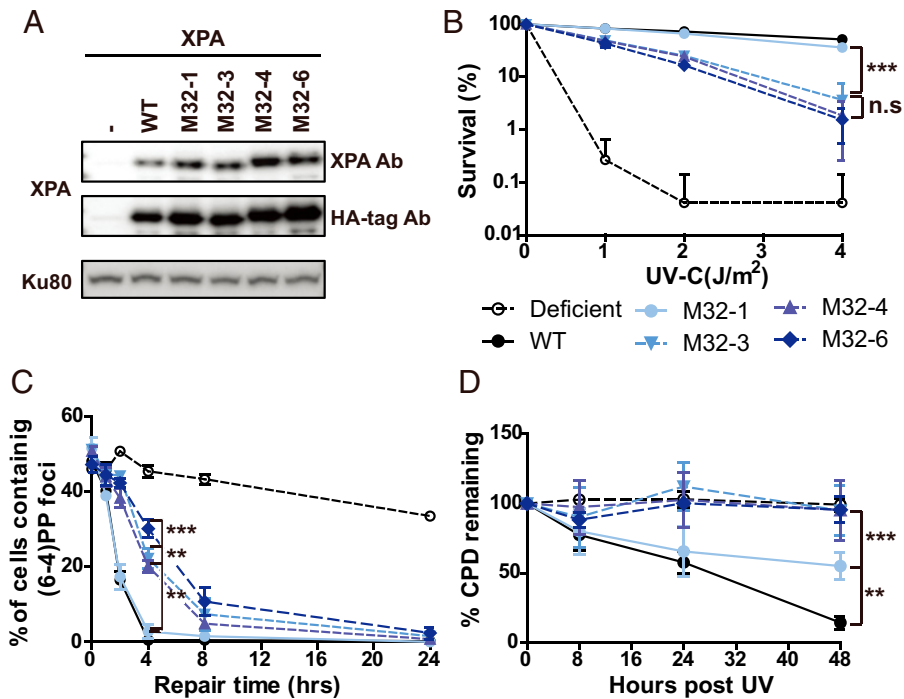 A
XPA
-
WT
M32-1
M32-3
M32-4
M32-6
XPA
XPA Ab
HA-tag Ab
Ku80
B
Survival (%)
100
10
1
0.1
0.01
0
1
2
3
4
UV-C(J/m²)
***
n.s
Deficient
WT
M32-1
M32-3
M32-4
M32-6
C
% of cells containig
(6-4)PP foci
60
40
20
0
0
4
8
12
16
20
24
Repair time (hrs)
***
**
**
D
% CPD remaining
150
100
50
0
0
8
16
24
32
40
48
Hours post UV
***
**